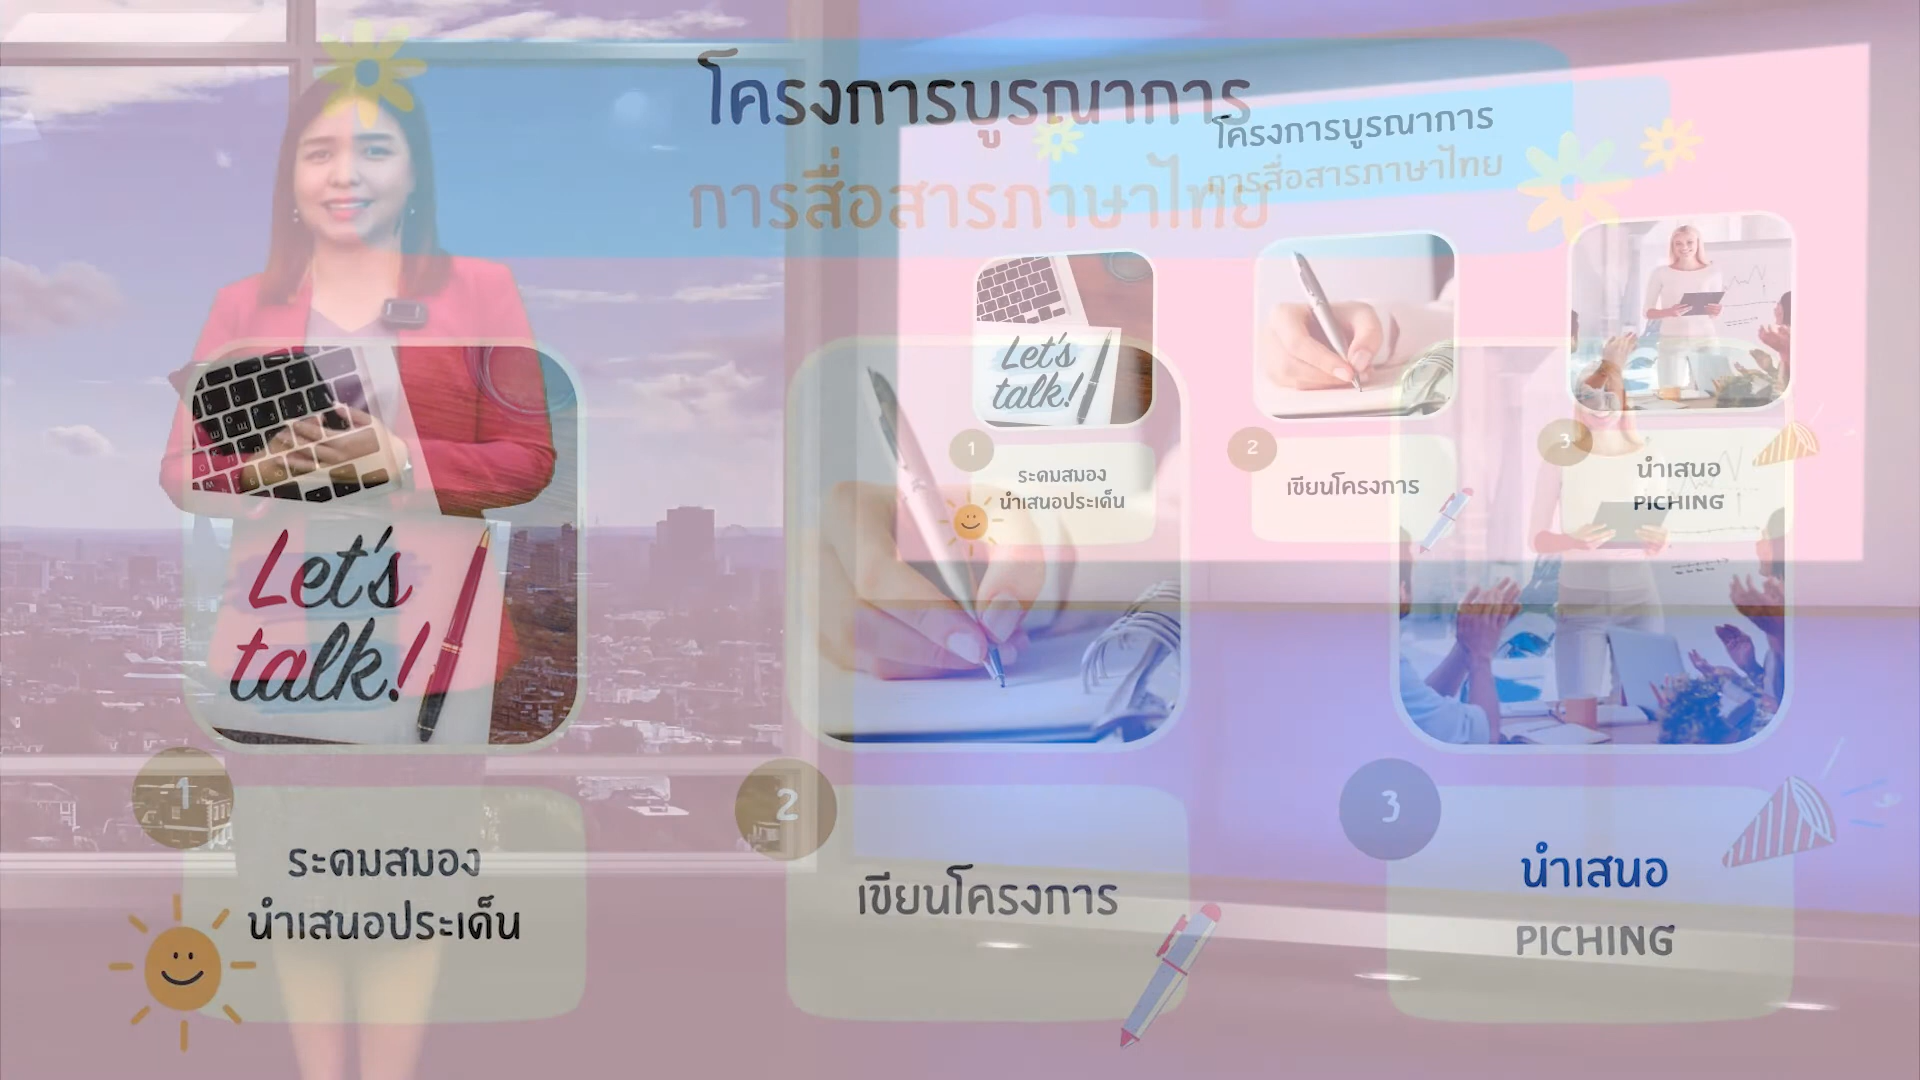 โครงการบูรณาการ
การสื่อสารภาษาไทย
Let's
talk!
1
ระดมสมอง
นำเสนอประเด็น
2
เขียนโครงการ
3
นำเสนอ
PICHING
โครงการบูรณาการ
การสื่อสารภาษาไทย
Let's
talk!
1
ระดมสมอง
นำเสนอประเด็น
2
เขียนโครงการ
3
นำเสนอ
PICHING